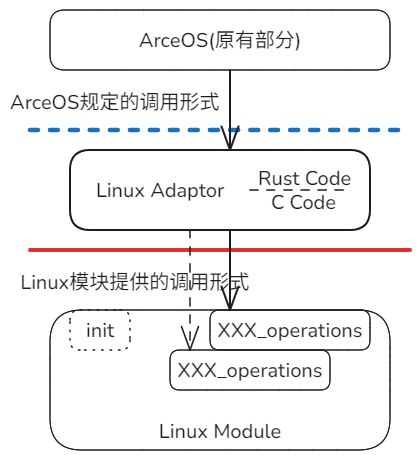 ArceOS(原有部分)
ArceOS规定的调用形式
Linux Adaptor
Rust Code
C Code
Linux模块提供的调用形式
init
XXX_operations
XXX_operations
Linux Module